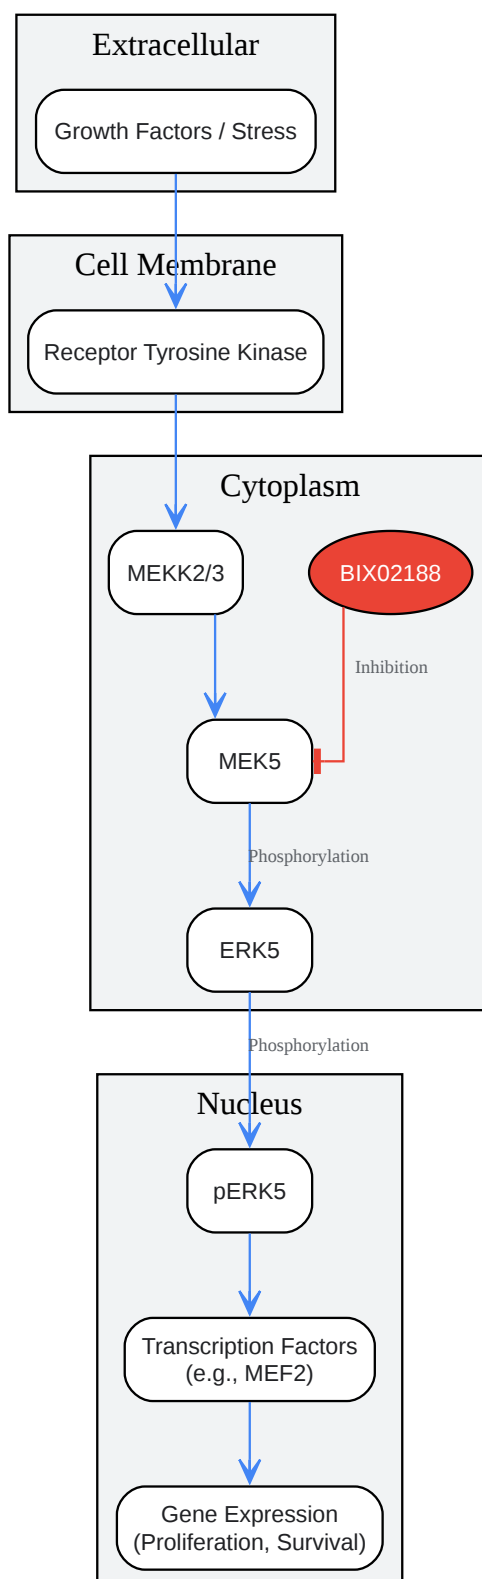 Extracellular
Growth Factors / Stress
Cell Membrane
Receptor Tyrosine Kinase
Cytoplasm
MEKK2/3
BIX02188
Inhibition
MEK5
Phosphorylation
ERK5
Phosphorylation
Nucleus
pERK5
Transcription Factors
(e.g., MEF2)
Gene Expression
(Proliferation, Survival)